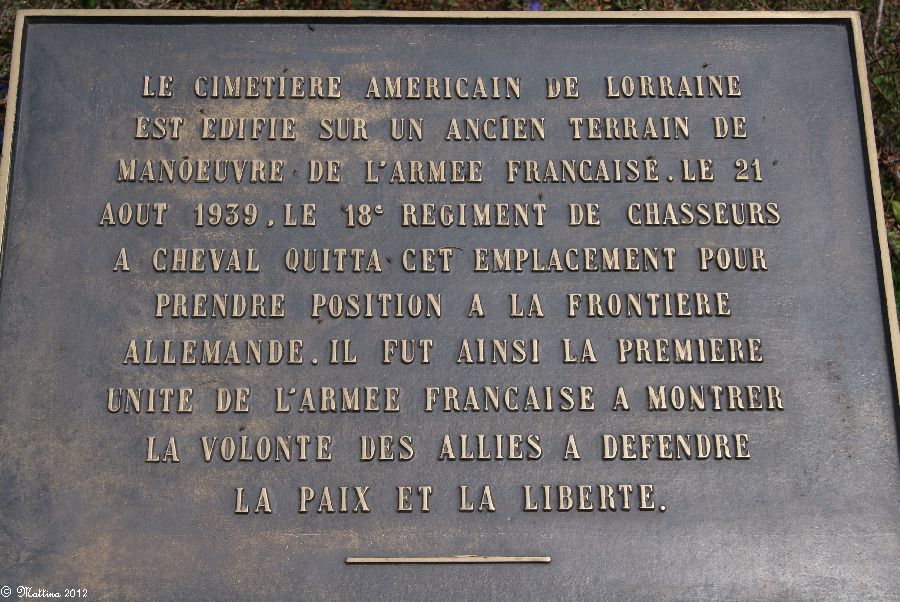 LE CIMETIERE AMERICAIN DE LORRAINE
EST EDIFIE SUR UN ANCIEN TERRAIN DE
MANOEUVRE DE L'ARMEE FRANCAISE. LE 21
AOUT 1939, LE 18e REGIMENT DE CHASSEURS
A CHEVAL QUITTA CET EMPLACEMENT POUR
PRENDRE POSITION A LA FRONTIERE
ALLEMANDE. IL FUT AINSI LA PREMIERE
UNITE DE L'ARMEE FRANCAISE A MONTRER
LA VOLONTE DES ALLIES A DEFENDRE
LA PAIX ET LA LIBERTE.
© Mattina 2012